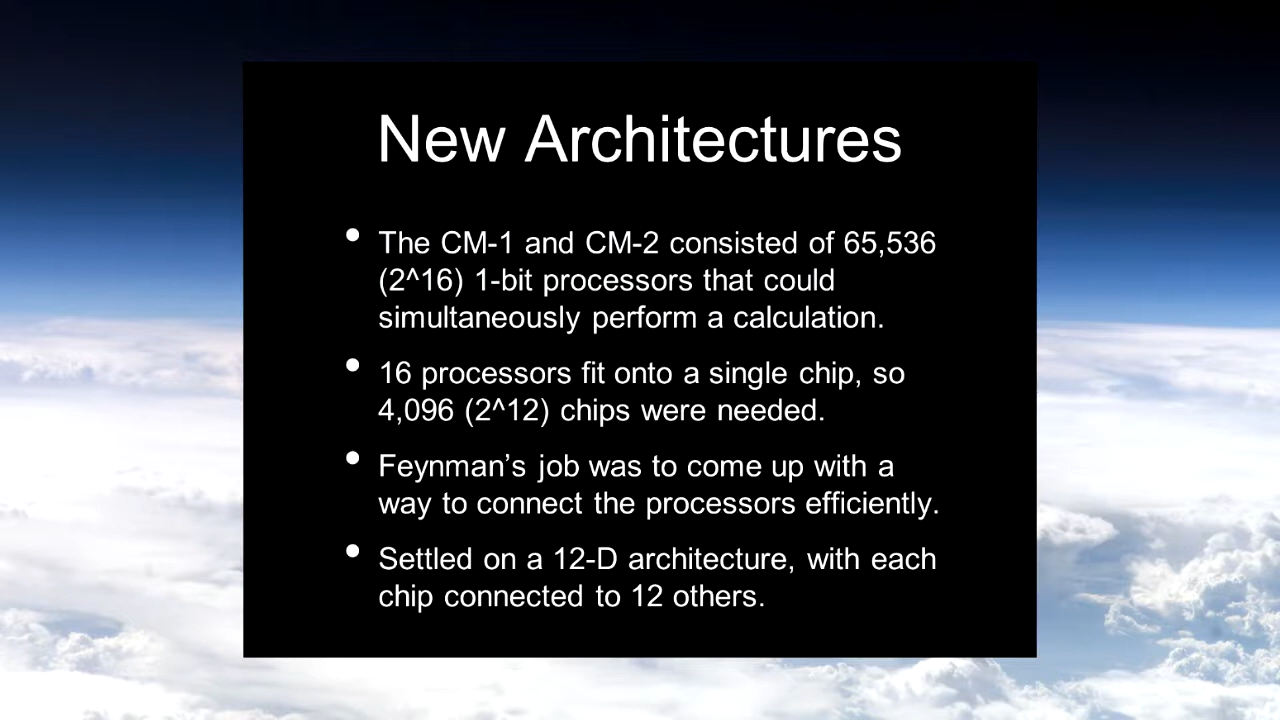 New Architectures
• The CM-1 and CM-2 consisted of 65,536
(2^16) 1-bit processors that could
simultaneously perform a calculation.
• 16 processors fit onto a single chip, so
4,096 (2^12) chips were needed.
• Feynman’s job was to come up with a
way to connect the processors efficiently.
• Settled on a 12-D architecture, with each
chip connected to 12 others.